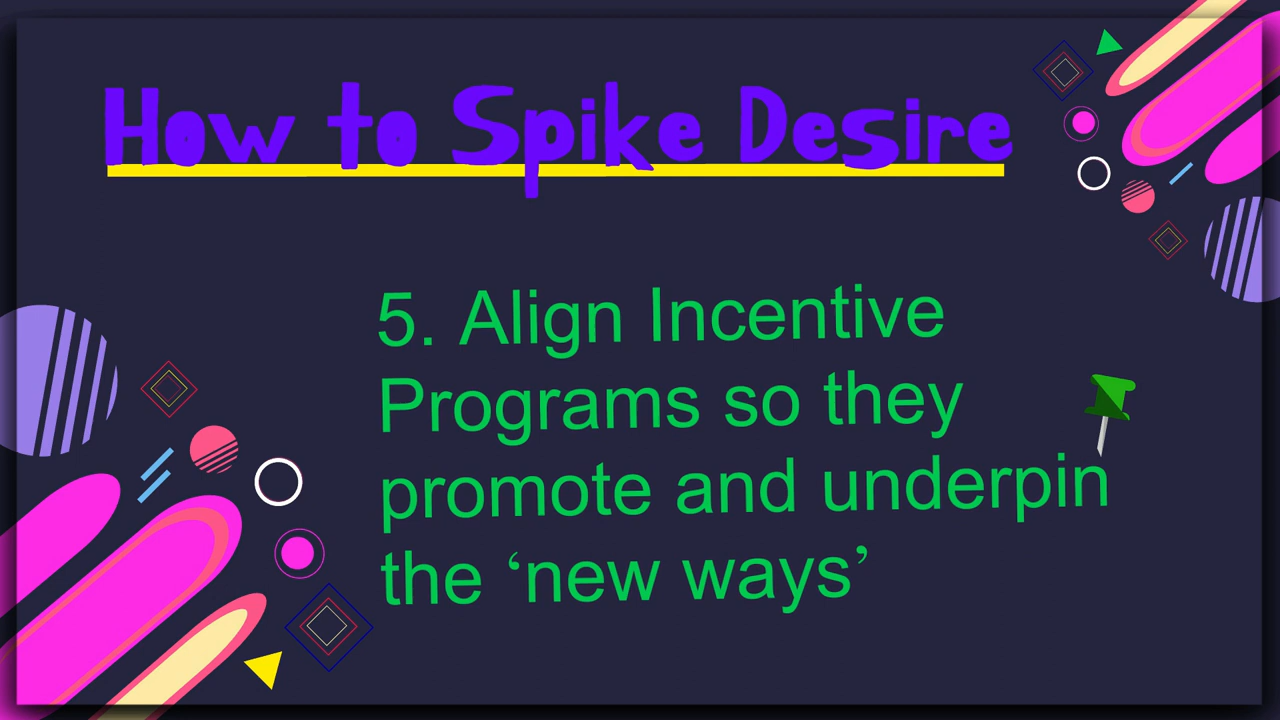 How to Spike Desire
5. Align Incentive
Programs so they
promote and underpin
the ‘new ways’